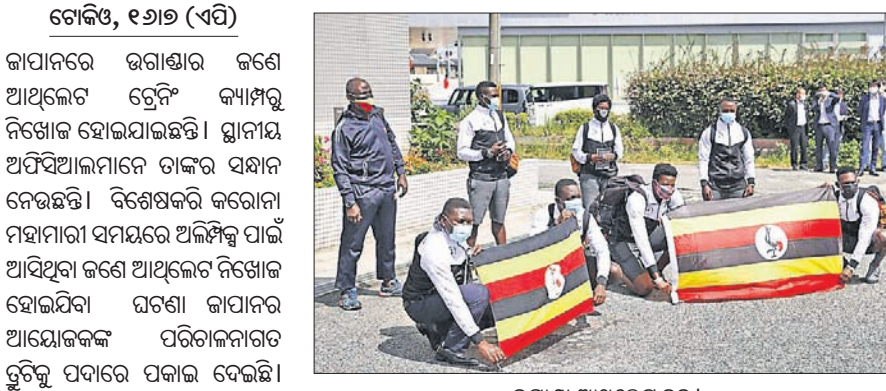 ଟୋକିଓ, ୧୬।୭ (ଏପି)
ଜାପାନରେ ଉଗାଣ୍ଡାର ଜଣେ
ଆଥ୍‌ଲେଟ ଟ୍ରେନିଂ କ୍ୟାମ୍ପରୁ
ନିଖୋଜ ହୋଇଯାଇଛନ୍ତି। ସ୍ଥାନୀୟ
ଅଫିସିଆଲମାନେ ତାଙ୍କର ସନ୍ଧାନ
ନେଉଛନ୍ତି। ବିଶେଷକରି କରୋନା
ମହାମାରୀ ସମୟରେ ଅଲିମ୍ପିକ୍ସ ପାଇଁ
ଆସିଥିବା ଜଣେ ଆଥ୍‌ଲେଟ ନିଖୋଜ
ହୋଇଯିବା ଘଟଣା ଜାପାନର
ଆୟୋଜକଙ୍କ ପରିଚାଳନାଗତ
ତ୍ରୁଟିକୁ ପଦାରେ ପକାଇ ଦେଇଛି।